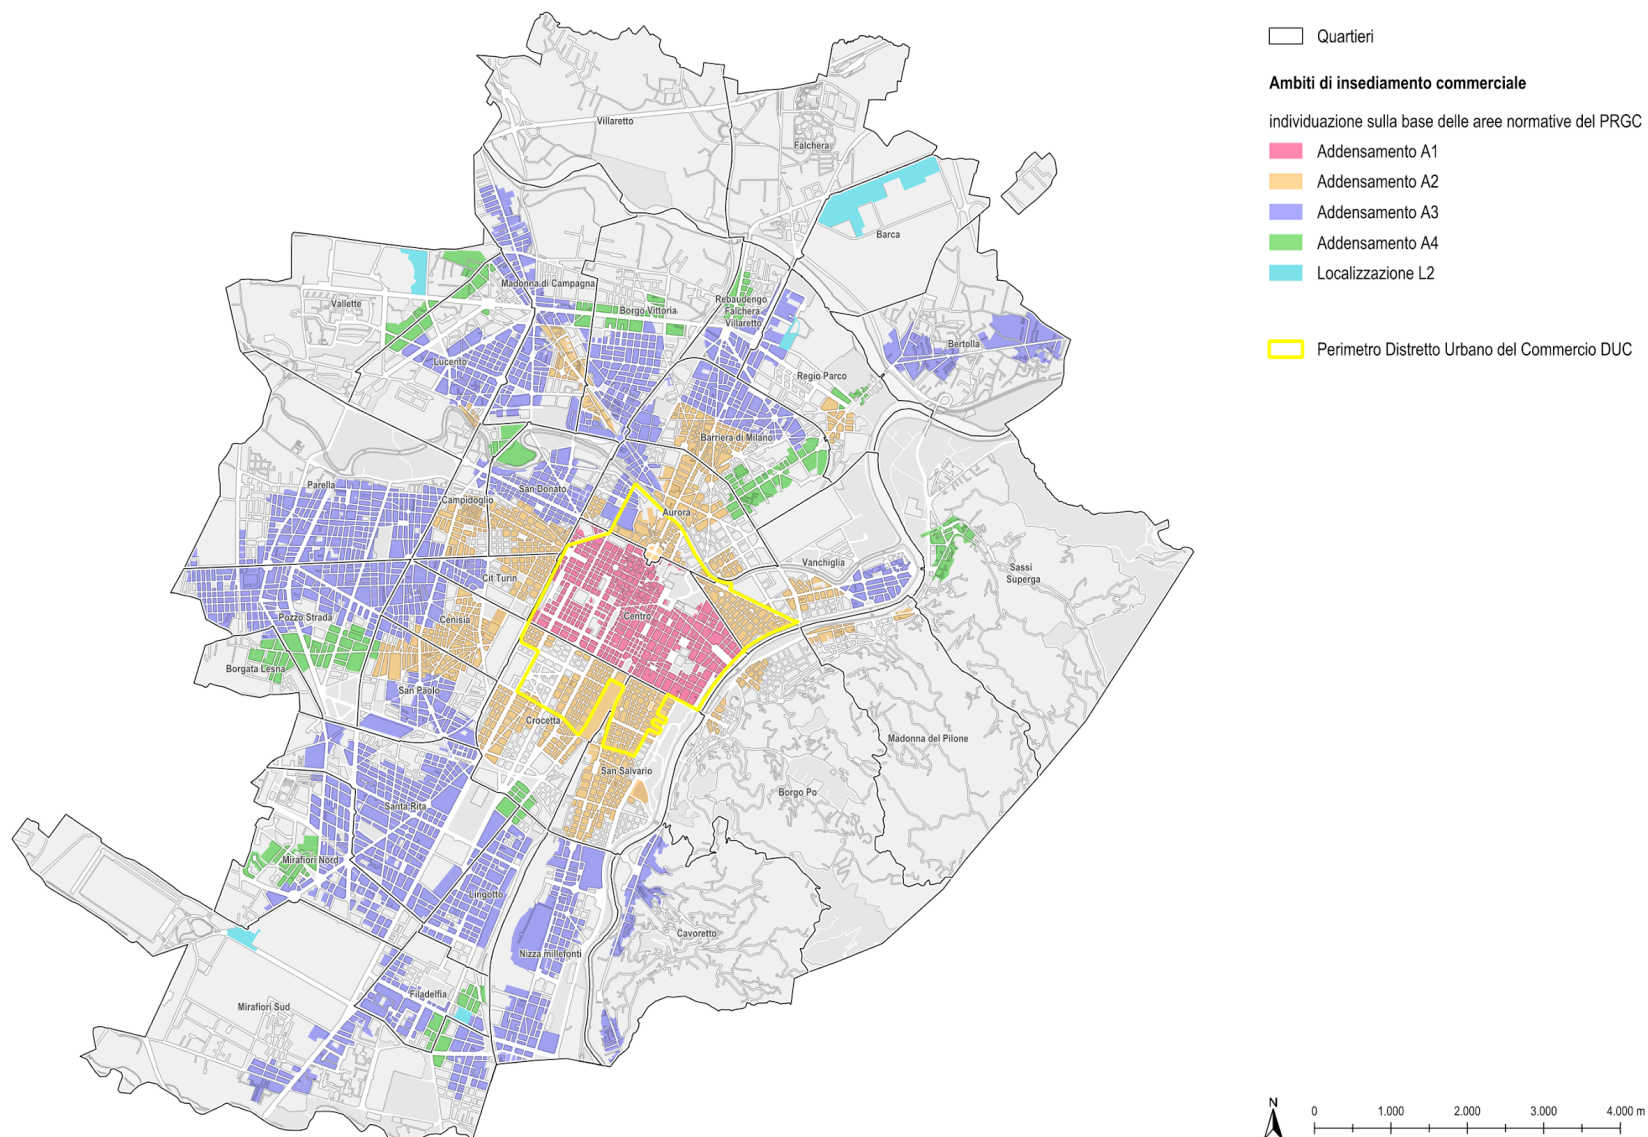 Quartieri
Ambiti di insediamento commerciale
individuazione sulla base delle aree normative del PRGC
Addensamento A1
Addensamento A2
Addensamento A3
Addensamento A4
Localizzazione L2
Perimetro Distretto Urbano del Commercio DUC
Villaretto
Falchera
Barca
Madonna di Campagna
Vallette
Borgo Vittoria
Rebaudengo
Falchera
Villaretto
Bertolla
Lucento
Regio Parco
Barriera di Milano
Parella
San Donato
Campidoglio
Aurora
Vanchiglia
Sassi
Superga
Cit Turin
Centro
Pozzo Strada
Cenisia
Borgata Lesna
San Paolo
Crocetta
Madonna del Pilone
San Salvario
Borgo Po
Santa Rita
Mirafiori Nord
Lingotto
Cavoretto
Nizza millefonti
Filadelfia
Mirafiori Sud
N
0 1.000 2.000 3.000 4.000 m